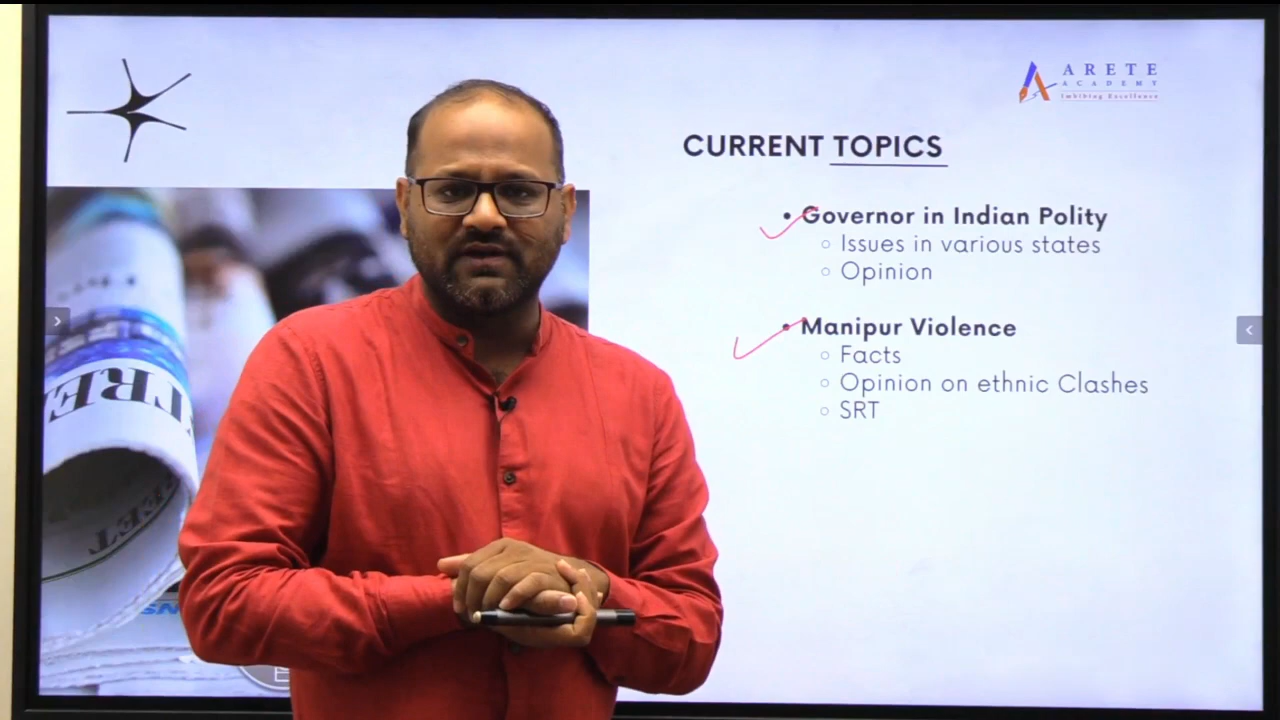 ARETE
ACADEMY
Imbibing Excellence
CURRENT TOPICS
• Governor in Indian Polity
○ Issues in various states
○ Opinion
• Manipur Violence
○ Facts
○ Opinion on ethnic Clashes
○ SRT